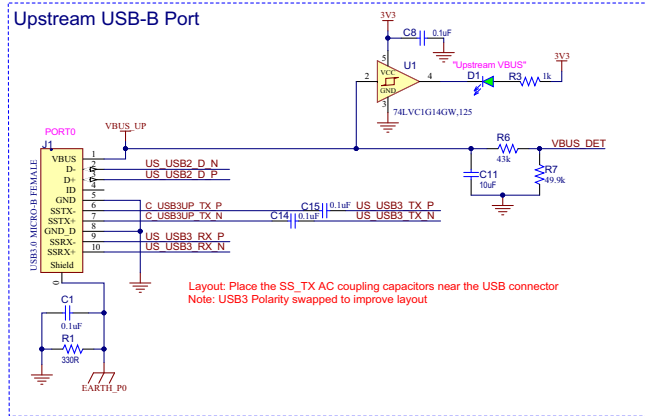 Upstream USB-B Port
3V3
C8 0.1uF
5
U1
VCC
GND
2
4
3
74LVC1G14GW,125
"Upstream VBUS"
D1
R3 1k
3V3
PORT0
VBUS_UP
J1
USB3.0 MICRO-B FEMALE
VBUS 1
D- 2 US_USB2_D_N
D+ 3 US_USB2_D_P
ID 4
GND 5
SSTX- 6 C_USB3UP_TX_P C15 0.1uF US_USB3_TX_P
SSTX+ 7 C_USB3UP_TX_N C14 0.1uF US_USB3_TX_N
GND_D 8
SSRX- 9 US_USB3_RX_P
SSRX+ 10 US_USB3_RX_N
Shield
0
R6
43k
VBUS_DET
C11
10uF
R7
49.9k
Layout: Place the SS_TX AC coupling capacitors near the USB connector
Note: USB3 Polarity swapped to improve layout
C1
0.1uF
R1
330R
EARTH_P0